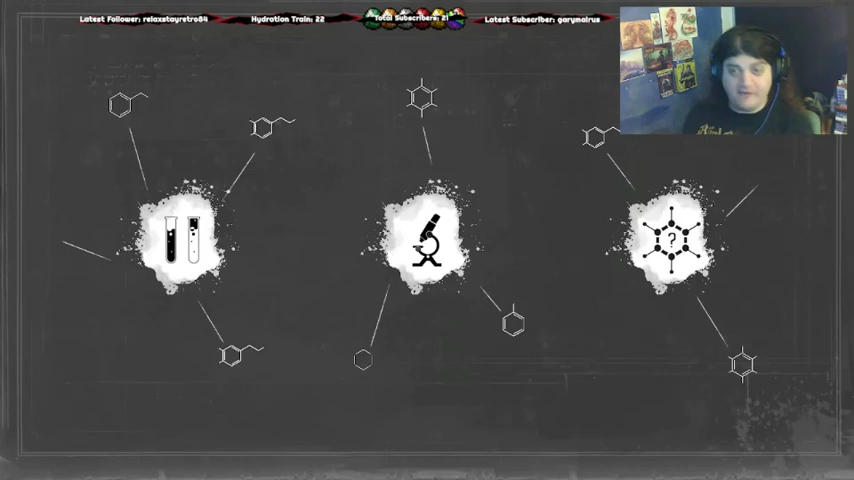 Latest Follower: relaxstayretro84
Hydration Train: 22
Total Subscribers: 21
Latest Subscriber: garymairus
?